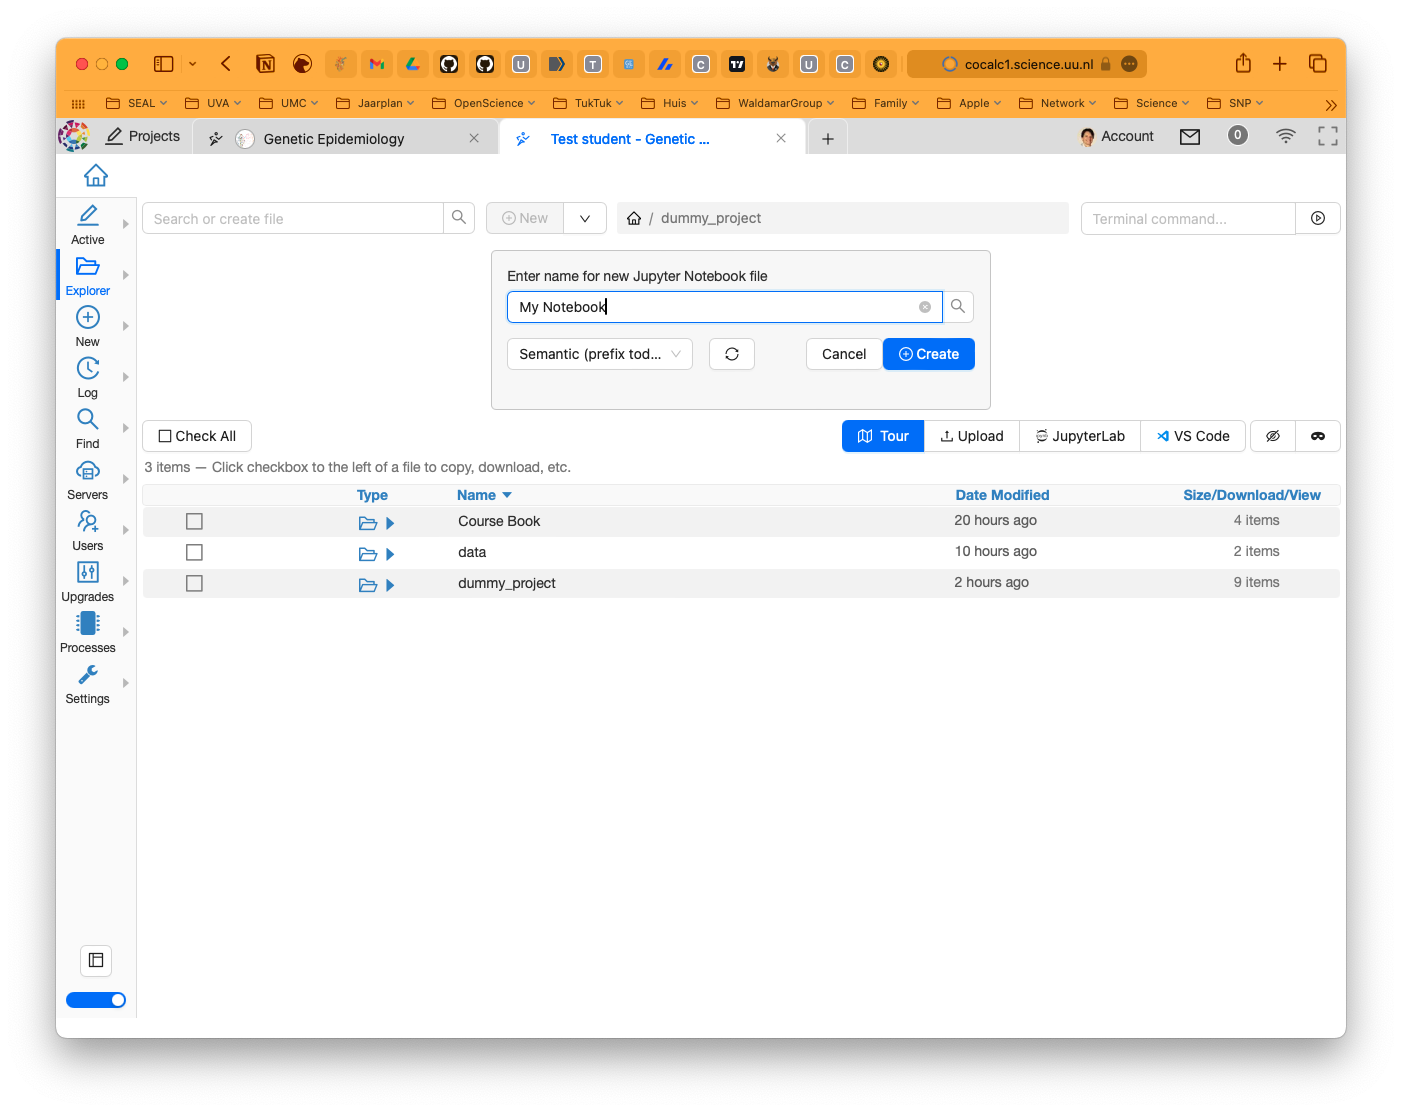 cocalc1.science.uu.nl
SEAL
UVA
UMC
Jaarplan
OpenScience
TukTuk
Huis
WaldamarGroup
Family
Apple
Network
Science
SNP
Projects
Genetic Epidemiology
Test student - Genetic ...
Account
0
Active
Explorer
New
Log
Find
Servers
Users
Upgrades
Processes
Settings
Search or create file
New
/ dummy_project
Terminal command...
Enter name for new Jupyter Notebook file
My Notebook
Semantic (prefix tod...
Cancel
Create
Check All
Tour
Upload
JupyterLab
VS Code
3 items — Click checkbox to the left of a file to copy, download, etc.
Type Name Date Modified Size/Download/View
Course Book 20 hours ago 4 items
data 10 hours ago 2 items
dummy_project 2 hours ago 9 items